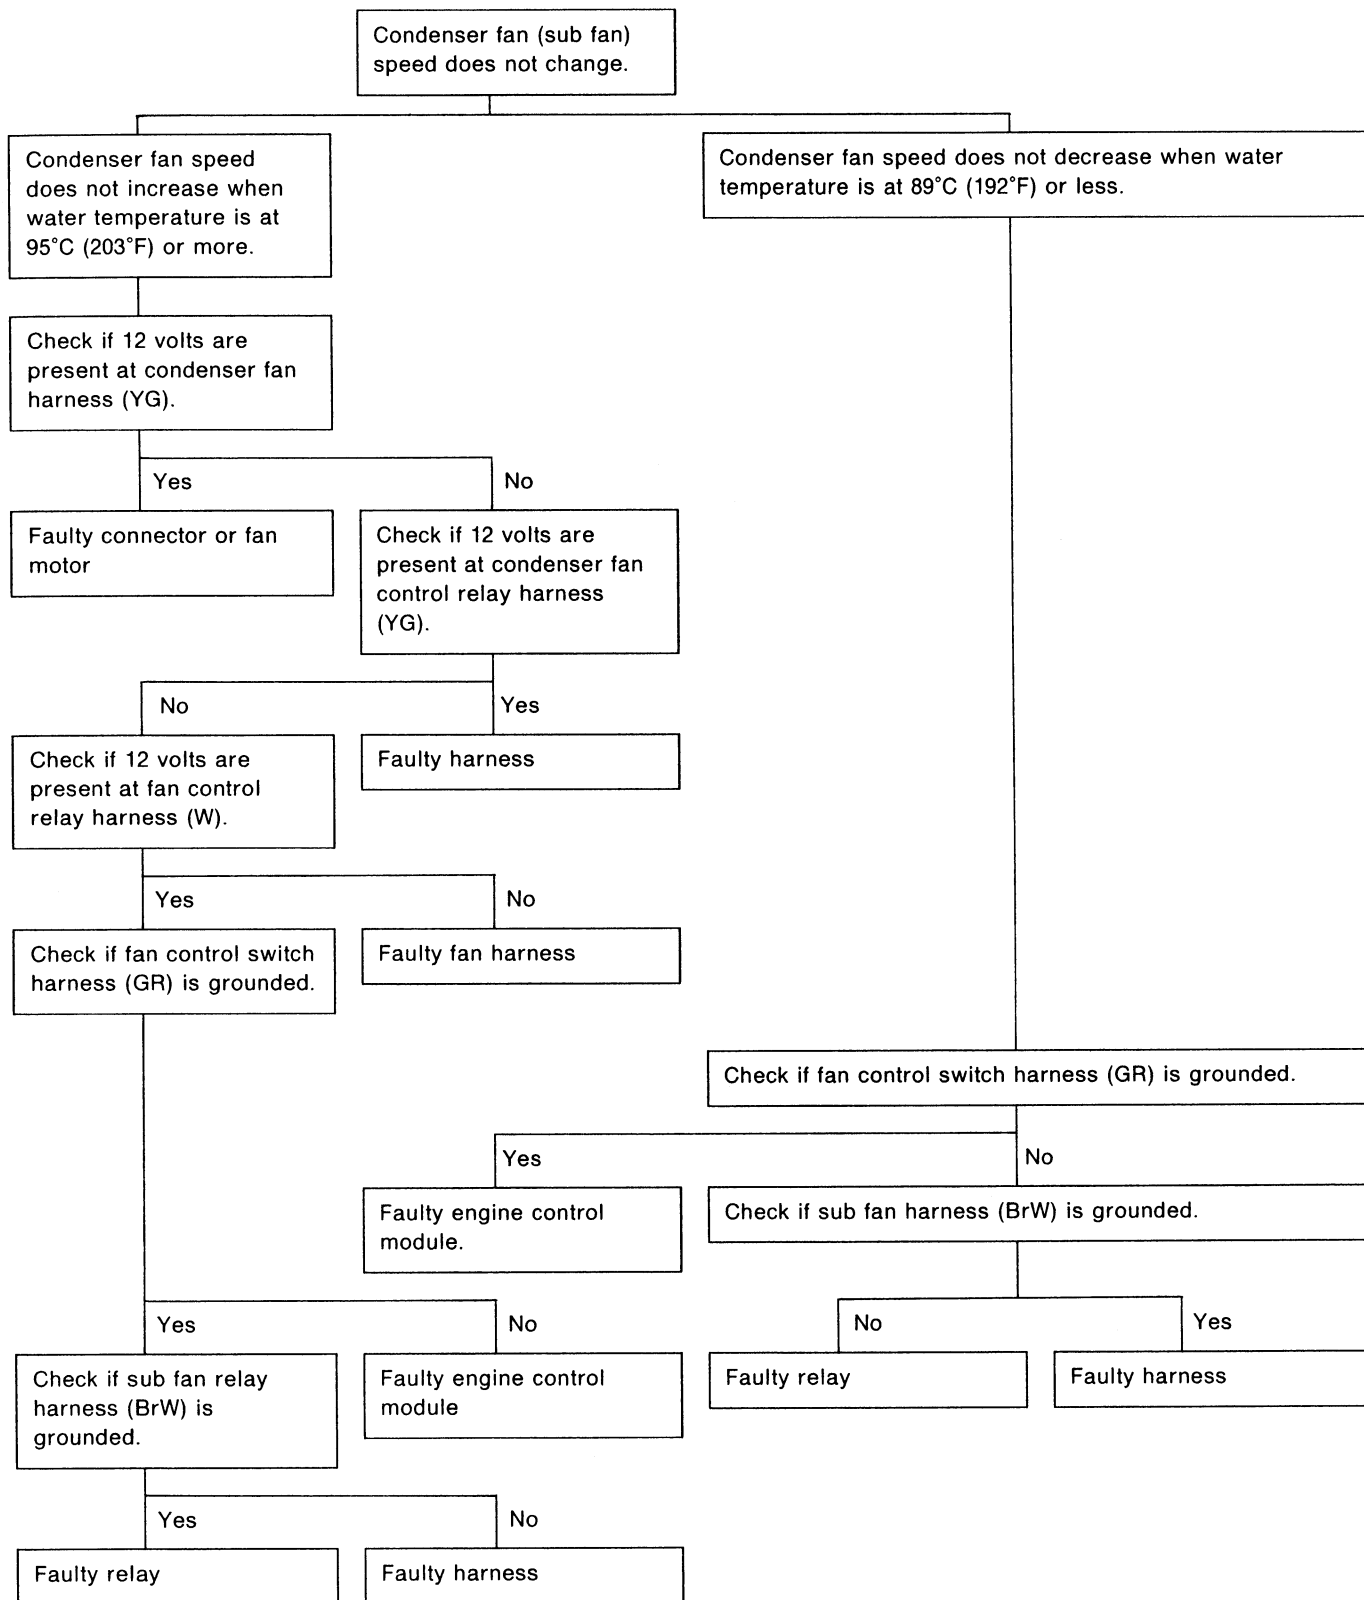 Condenser fan (sub fan)
speed does not change.
Condenser fan speed
does not increase when
water temperature is at
95°C (203°F) or more.
Condenser fan speed does not decrease when water
temperature is at 89°C (192°F) or less.
Check if 12 volts are
present at condenser fan
harness (YG).
Yes
No
Faulty connector or fan
motor
Check if 12 volts are
present at condenser fan
control relay harness
(YG).
No
Yes
Check if 12 volts are
present at fan control
relay harness (W).
Faulty harness
Yes
No
Check if fan control switch
harness (GR) is grounded.
Faulty fan harness
Check if fan control switch harness (GR) is grounded.
Yes
No
Faulty engine control
module.
Check if sub fan harness (BrW) is grounded.
Yes
No
No
Yes
Check if sub fan relay
harness (BrW) is
grounded.
Faulty engine control
module
Faulty relay
Faulty harness
Yes
No
Faulty relay
Faulty harness